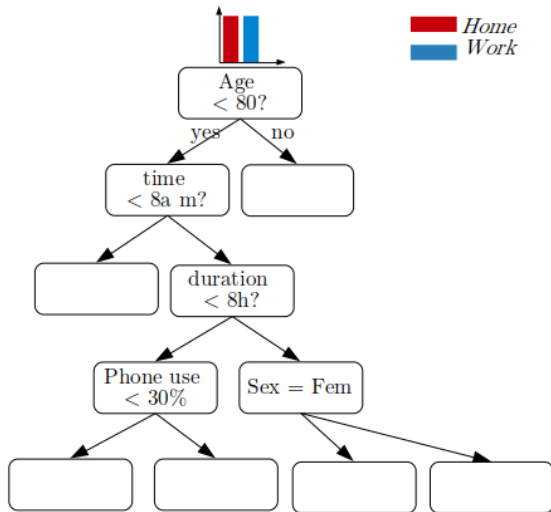 Home
Work
Age
< 80?
yes
no
time
< 8a m?
duration
< 8h?
Phone use
< 30%
Sex = Fem